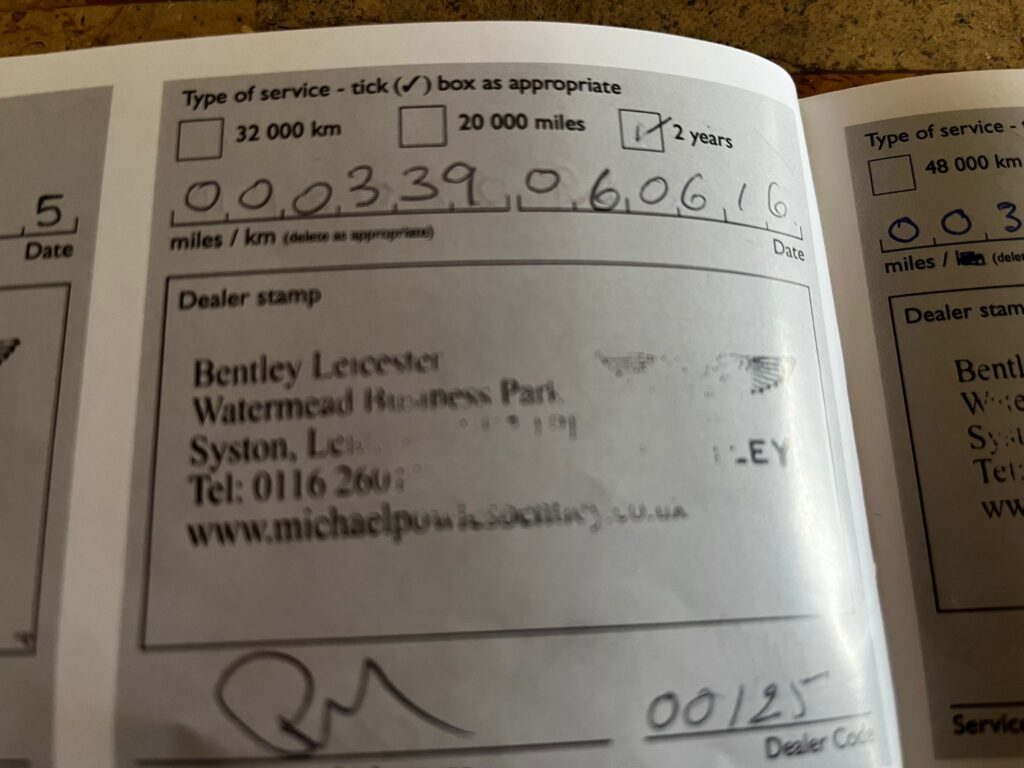 Type of service - tick (✓) box as appropriate
32 000 km 20 000 miles ✓ 2 years
000339 060616
miles / km (delete as appropriate) Date
Dealer stamp
Bentley Leicester
Watermead Business Park
Syston,
Tel: 0116
00125
Dealer Code
5
Date
Type of service -
48 000 km
003
miles /
Dealer
Tel: